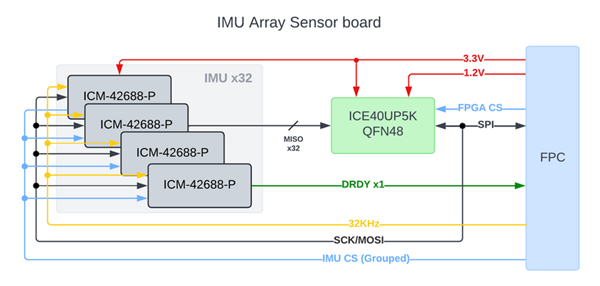 IMU Array Sensor board
3.3V
IMU x32
1.2V
ICM-42688-P
ICM-42688-P
ICM-42688-P
ICM-42688-P
MISO
x32
ICE40UP5K
QFN48
FPGA CS
SPI
FPC
DRDY x1
32KHz
SCK/MOSI
IMU CS (Grouped)